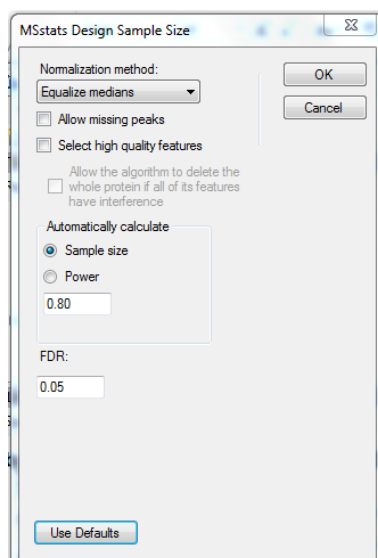 MSstats Design Sample Size
Normalization method:
Equalize medians
OK
Cancel
Allow missing peaks
Select high quality features
Allow the algorithm to delete the
whole protein if all of its features
have interference
Automatically calculate
Sample size
Power
0.80
FDR:
0.05
Use Defaults